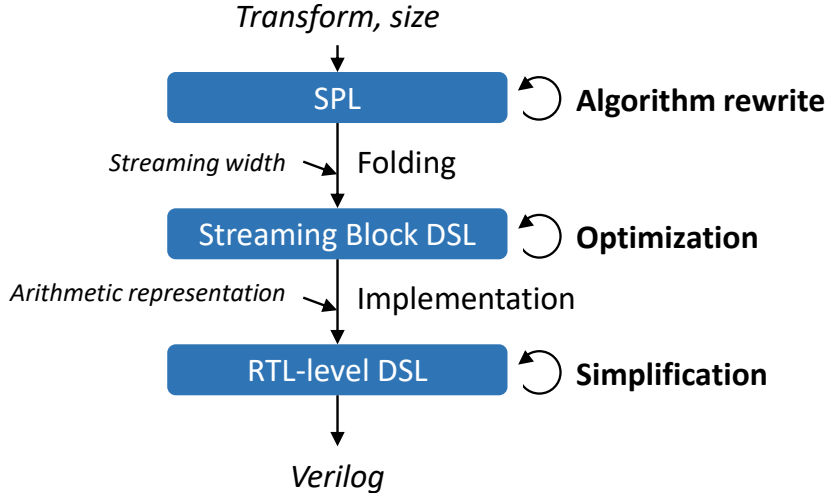 Transform, size
SPL
Algorithm rewrite
Streaming width
Folding
Streaming Block DSL
Optimization
Arithmetic representation
Implementation
RTL-level DSL
Simplification
Verilog